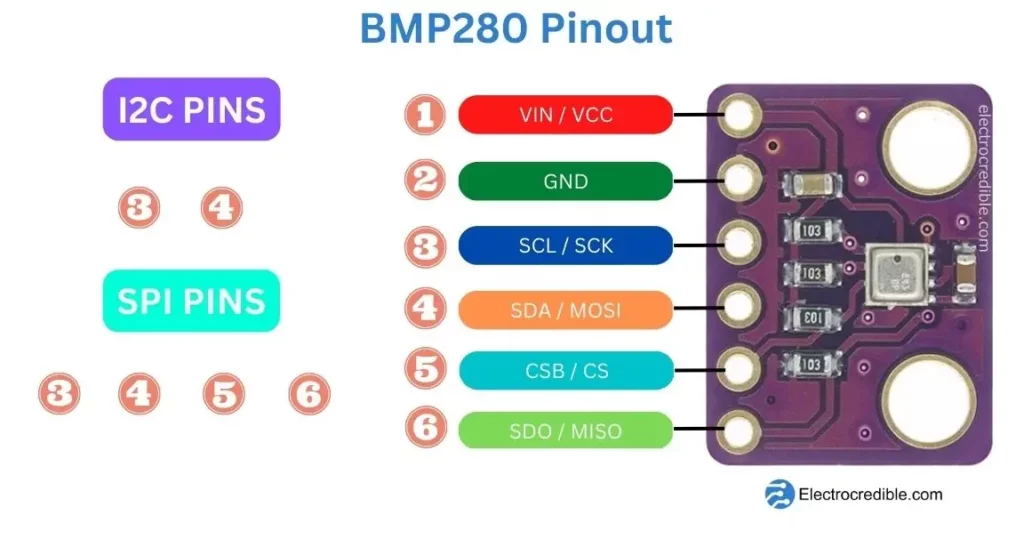 BMP280 Pinout
I2C PINS
3 4
SPI PINS
3 4 5 6
1 VIN / VCC
2 GND
3 SCL / SCK
4 SDA / MOSI
5 CSB / CS
6 SDO / MISO
103
103
103
103
electrocredible.com
Electrocredible.com